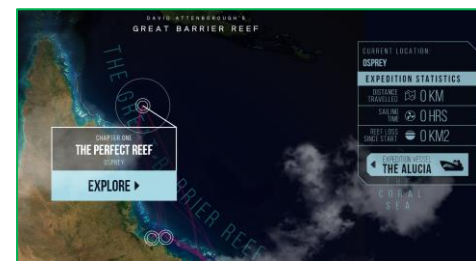 DAVID ATTENBOROUGH'S
GREAT BARRIER REEF
THE GREAT BARRIER REEF
CURRENT LOCATION:
OSPREY
EXPEDITION STATISTICS
DISTANCE
TRAVELLED
0 KM
SAILING
TIME
0 HRS
REEF LOSS
SINCE START
0 KM2
EXPEDITION VESSEL
THE ALUCIA
CHAPTER ONE
THE PERFECT REEF
OSPREY
EXPLORE
CORAL
SEA